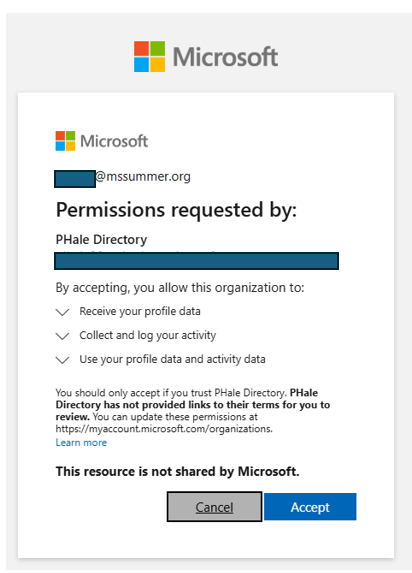 Microsoft
Microsoft
@mssummer.org
Permissions requested by:
PHale Directory
By accepting, you allow this organization to:
Receive your profile data
Collect and log your activity
Use your profile data and activity data
You should only accept if you trust PHale Directory. PHale
Directory has not provided links to their terms for you to
review. You can update these permissions at
https://myaccount.microsoft.com/organizations.
Learn more
This resource is not shared by Microsoft.
Cancel Accept